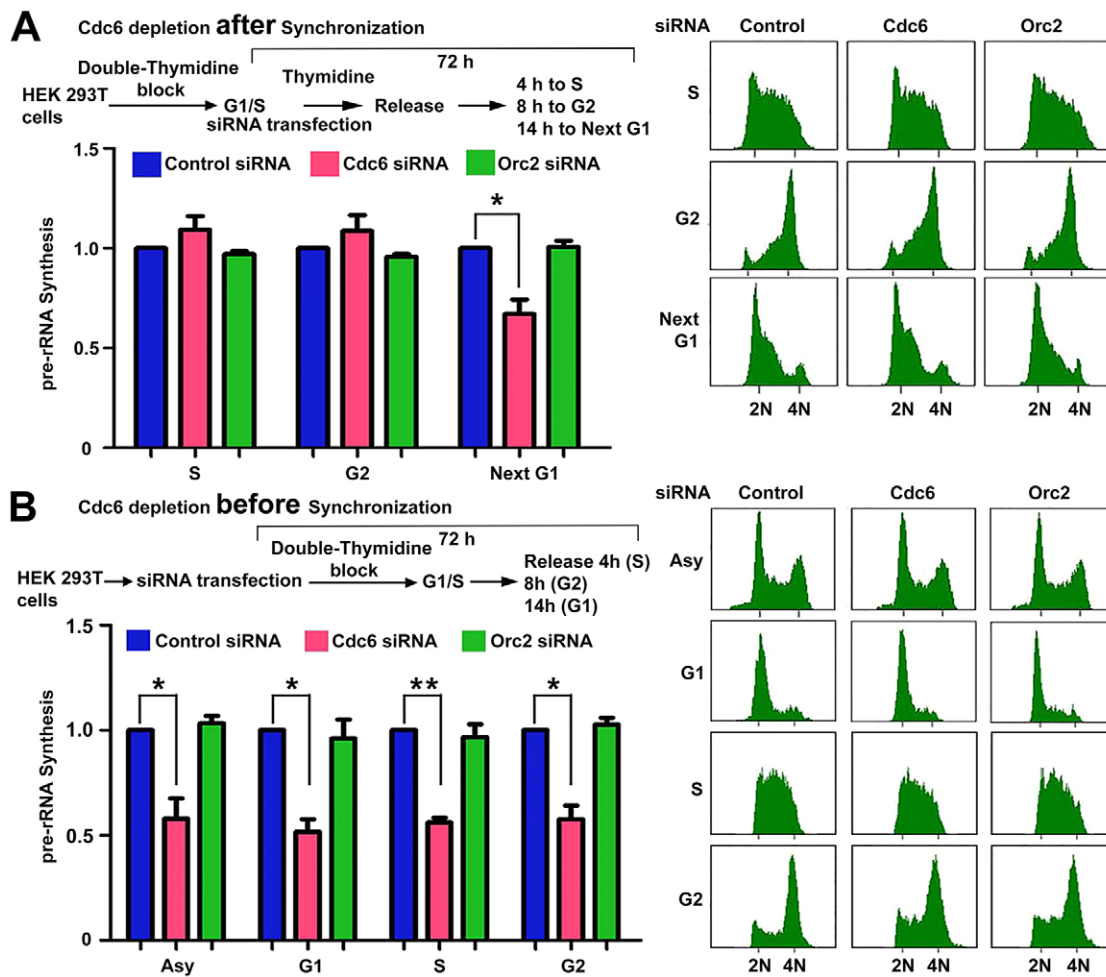 A
Cdc6 depletion after Synchronization
72 h
Double-Thymidine
block
Thymidine
HEK 293T
cells
G1/S
siRNA transfection
Release
4 h to S
8 h to G2
14 h to Next G1
1.5
1.0
0.5
0
pre-rRNA Synthesis
Control siRNA
Cdc6 siRNA
Orc2 siRNA
*
S
G2
Next G1
siRNA
Control
Cdc6
Orc2
S
G2
Next
G1
2N 4N
2N 4N
2N 4N
B
Cdc6 depletion before Synchronization
72 h
Double-Thymidine
block
HEK 293T
cells
siRNA transfection
G1/S
Release 4h (S)
8h (G2)
14h (G1)
1.5
1.0
0.5
0
pre-rRNA Synthesis
Control siRNA
Cdc6 siRNA
Orc2 siRNA
*
*
**
*
Asy
G1
S
G2
siRNA
Control
Cdc6
Orc2
Asy
G1
S
G2
2N 4N
2N 4N
2N 4N